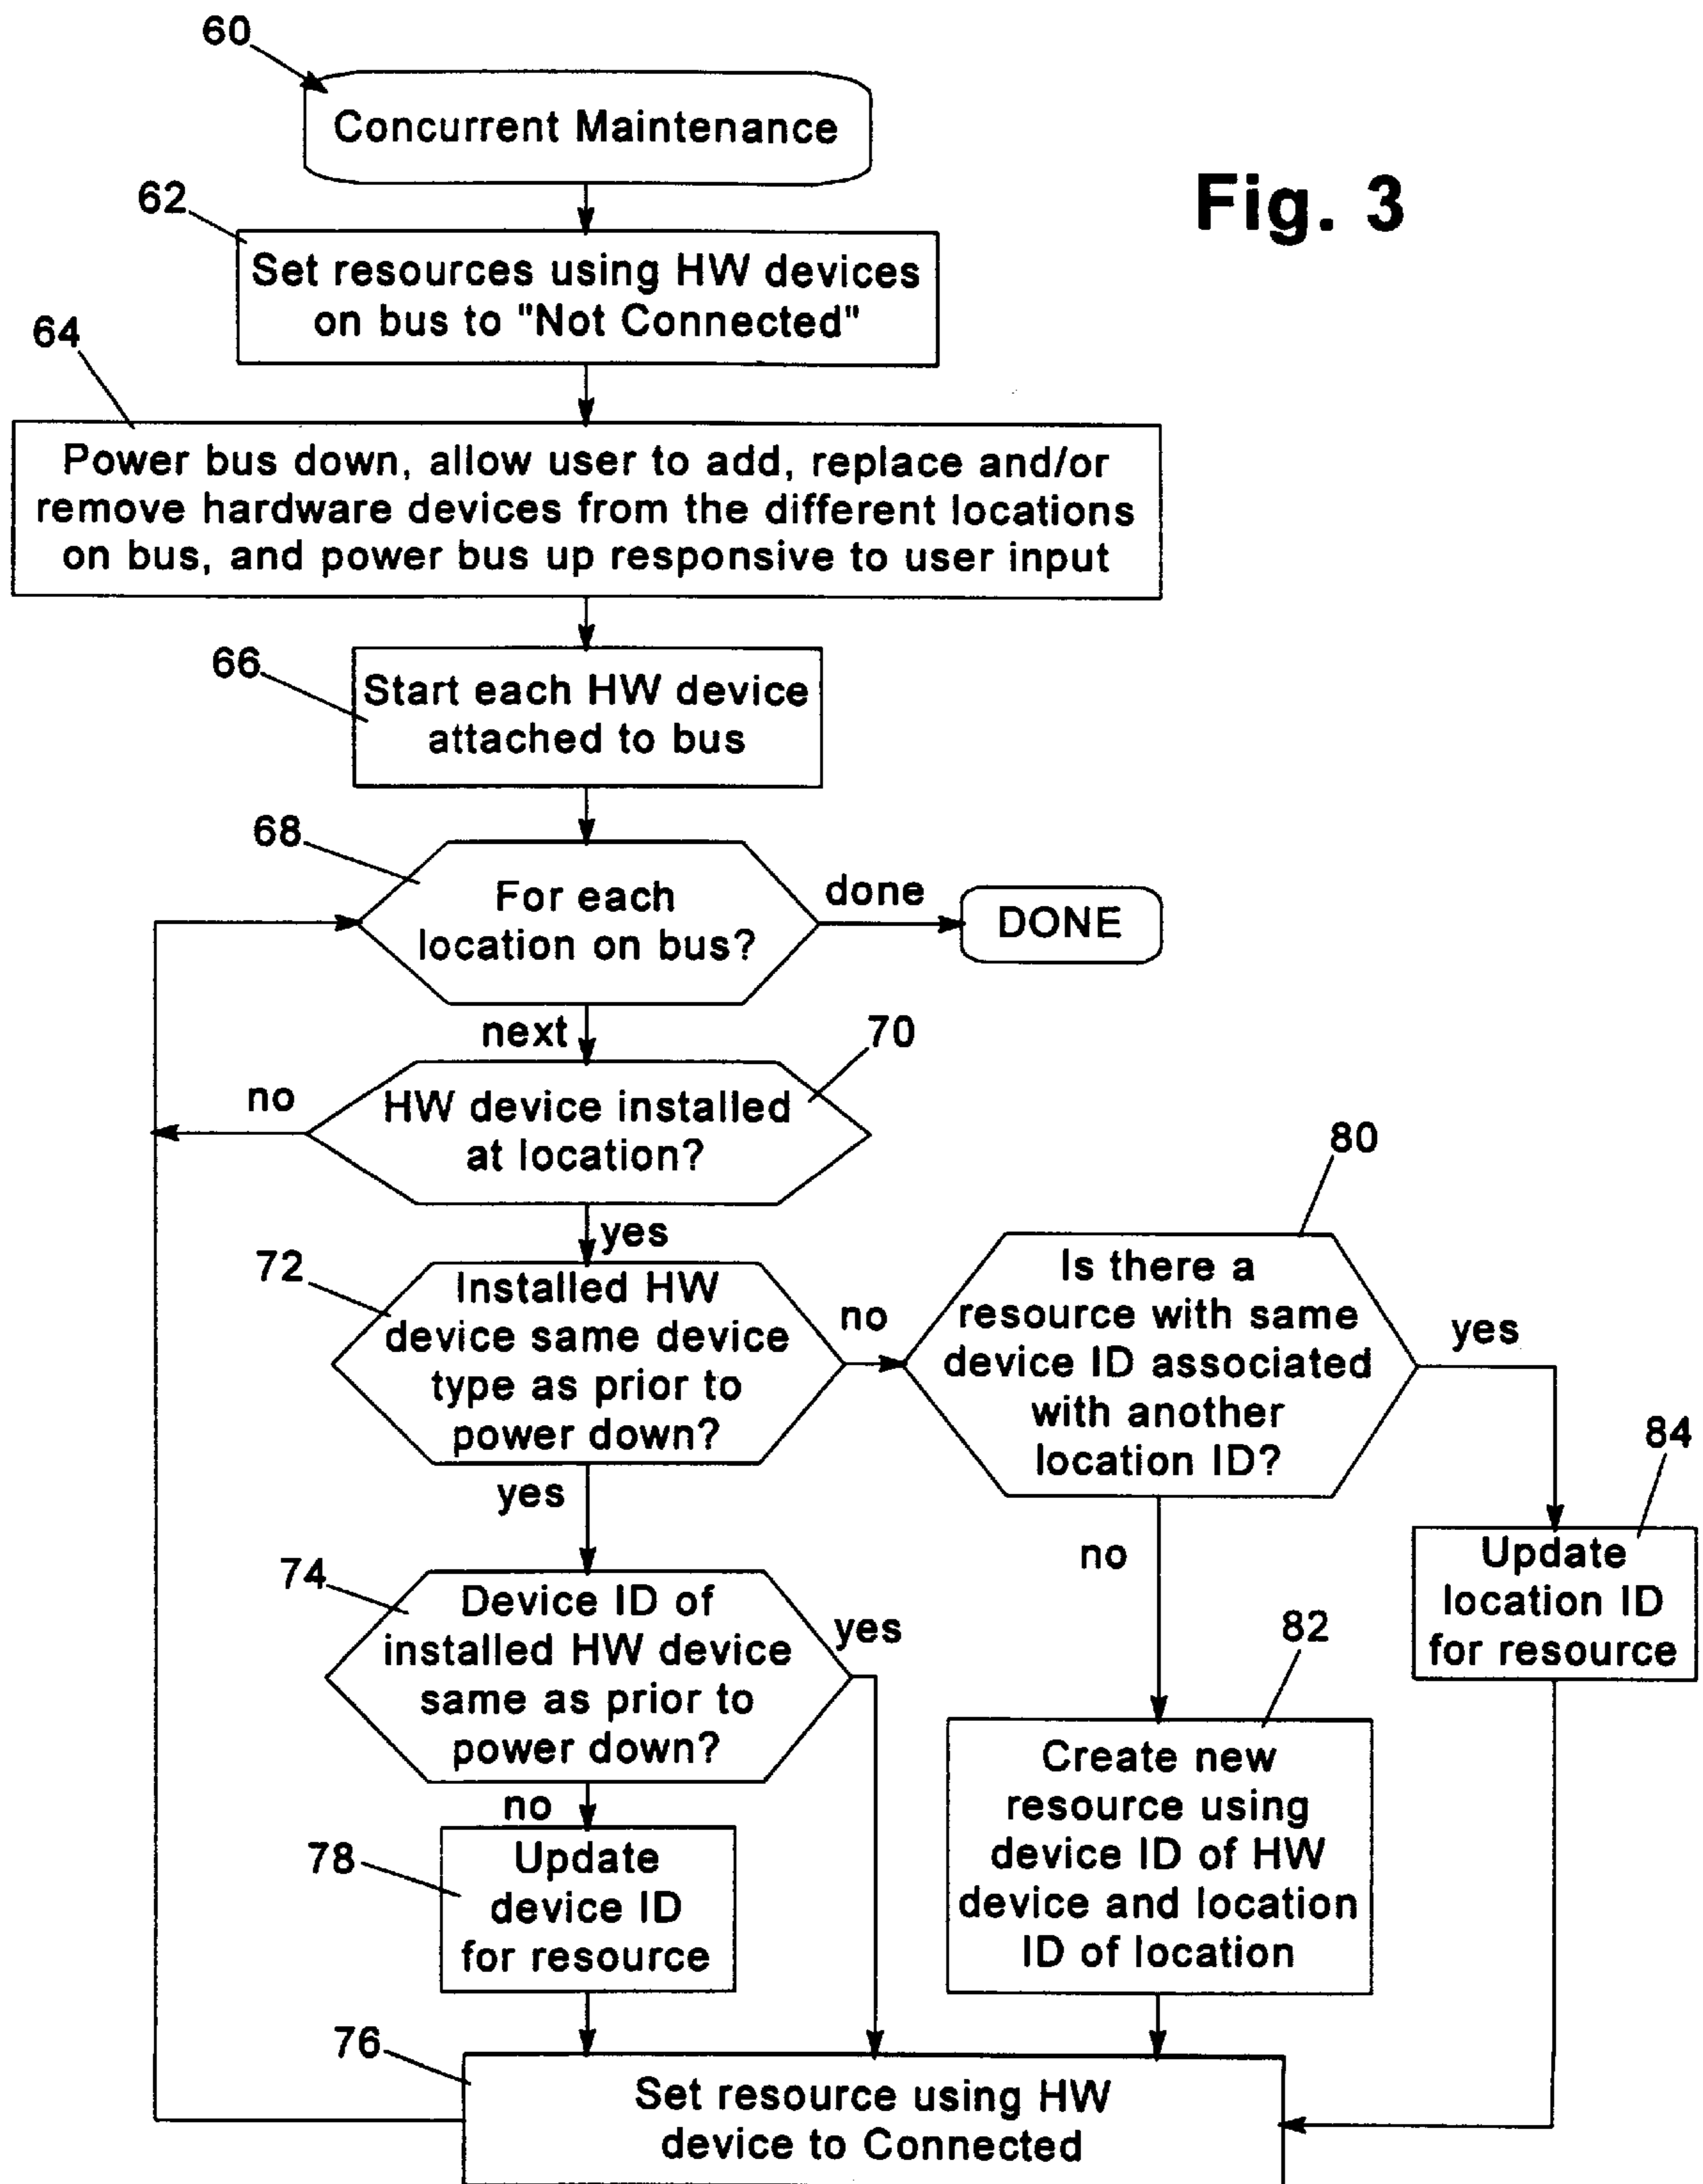 60
Concurrent Maintenance
Fig. 3
62
Set resources using HW devices
on bus to "Not Connected"
64
Power bus down, allow user to add, replace and/or
remove hardware devices from the different locations
on bus, and power bus up responsive to user input
66
Start each HW device
attached to bus
68
For each
location on bus?
done
DONE
next
70
HW device installed
at location?
no
yes
72
Installed HW
device same device
type as prior to
power down?
no
80
Is there a
resource with same
device ID associated
with another
location ID?
yes
84
Update
location ID
for resource
yes
no
74
Device ID of
installed HW device
same as prior to
power down?
yes
82
Create new
resource using
device ID of HW
device and location
ID of location
no
78
Update
device ID
for resource
76
Set resource using HW
device to Connected